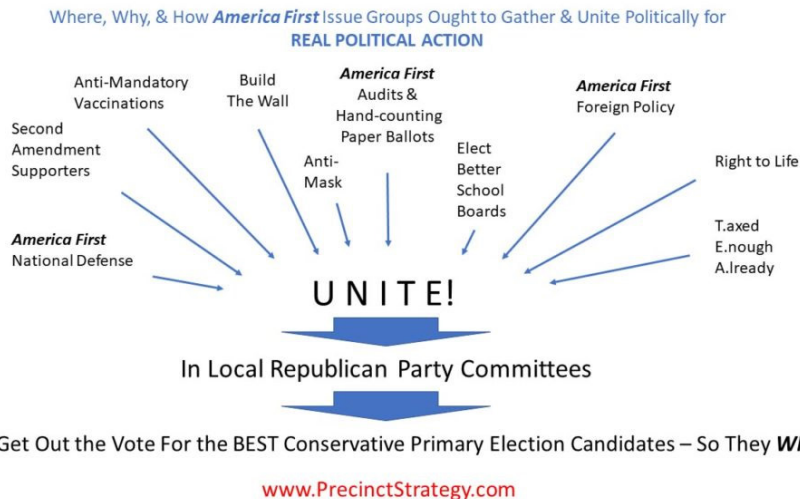 Where, Why, & How America First Issue Groups Ought to Gather & Unite Politically for
REAL POLITICAL ACTION
Anti-Mandatory
Vaccinations
Build
The Wall
America First
Audits &
Hand-counting
Paper Ballots
America First
Foreign Policy
Second
Amendment
Supporters
Anti-
Mask
Elect
Better
School
Boards
Right to Life
America First
National Defense
T.axed
E.nough
A.lready
UNITE!
In Local Republican Party Committees
Get Out the Vote For the BEST Conservative Primary Election Candidates – So They
www.PrecinctStrategy.com